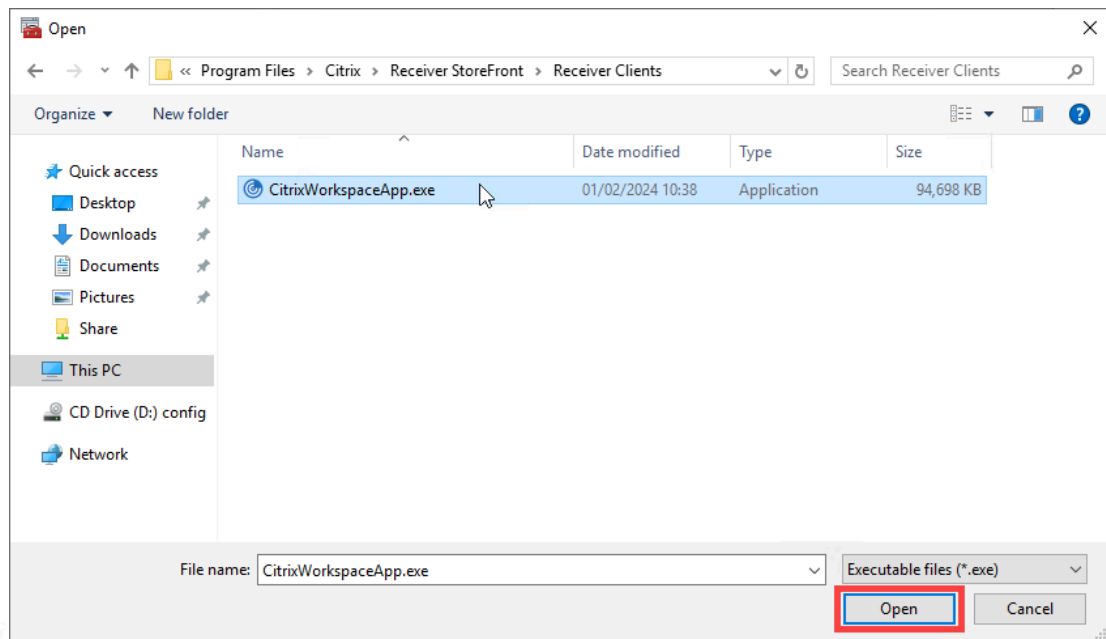 Open
« Program Files > Citrix > Receiver StoreFront > Receiver Clients
Search Receiver Clients
Organize New folder
Name Date modified Type Size
CitrixWorkspaceApp.exe 01/02/2024 10:38 Application 94,698 KB
Quick access
Desktop
Downloads
Documents
Pictures
Share
This PC
CD Drive (D:) config
Network
File name: CitrixWorkspaceApp.exe Executable files (*.exe)
Open Cancel